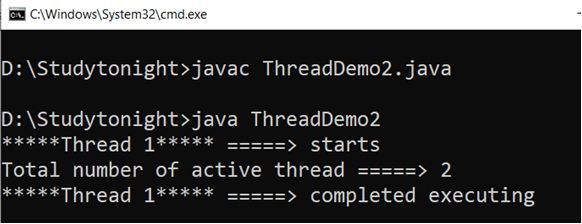 C:\Windows\System32\cmd.exe
D:\Studytonight>javac ThreadDemo2.java
D:\Studytonight>java ThreadDemo2
*****Thread 1***** =====> starts
Total number of active thread =====> 2
*****Thread 1***** =====> completed executing